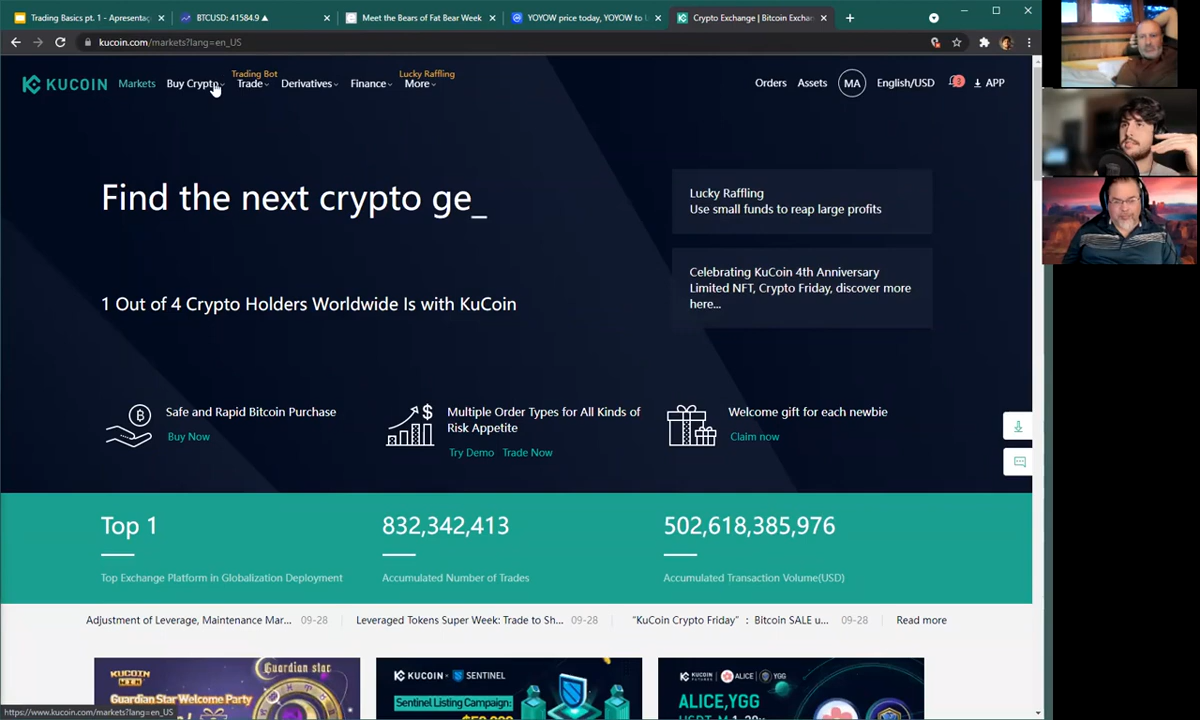 Trading Basics pt. 1 - Apresentaç
BTCUSD: 41584.9 ▲
Meet the Bears of Fat Bear Week
YOYOW price today, YOYOW to U
Crypto Exchange | Bitcoin Exchan
kucoin.com/markets?lang=en_US
Trading Bot
Lucky Raffling
KUCOIN
Markets
Buy Crypto
Trade
Derivatives
Finance
More
Orders
Assets
MA
English/USD
3
APP
Find the next crypto ge_
Lucky Raffling
Use small funds to reap large profits
Celebrating KuCoin 4th Anniversary
Limited NFT, Crypto Friday, discover more
here...
1 Out of 4 Crypto Holders Worldwide Is with KuCoin
Safe and Rapid Bitcoin Purchase
Buy Now
Multiple Order Types for All Kinds of
Risk Appetite
Try Demo Trade Now
Welcome gift for each newbie
Claim now
Top 1
832,342,413
502,618,385,976
Top Exchange Platform in Globalization Deployment
Accumulated Number of Trades
Accumulated Transaction Volume(USD)
Adjustment of Leverage, Maintenance Mar... 09-28
Leveraged Tokens Super Week: Trade to Sh... 09-28
“KuCoin Crypto Friday” : Bitcoin SALE u... 09-28
Read more
KUCOIN
WIN
Guardian star
Guardian Star Welcome Party
KUCOIN × SENTINEL
Sentinel Listing Campaign:
KUCOIN FUTURES
ALICE YGG
ALICE,YGG
https://www.kucoin.com/markets?lang=en_US